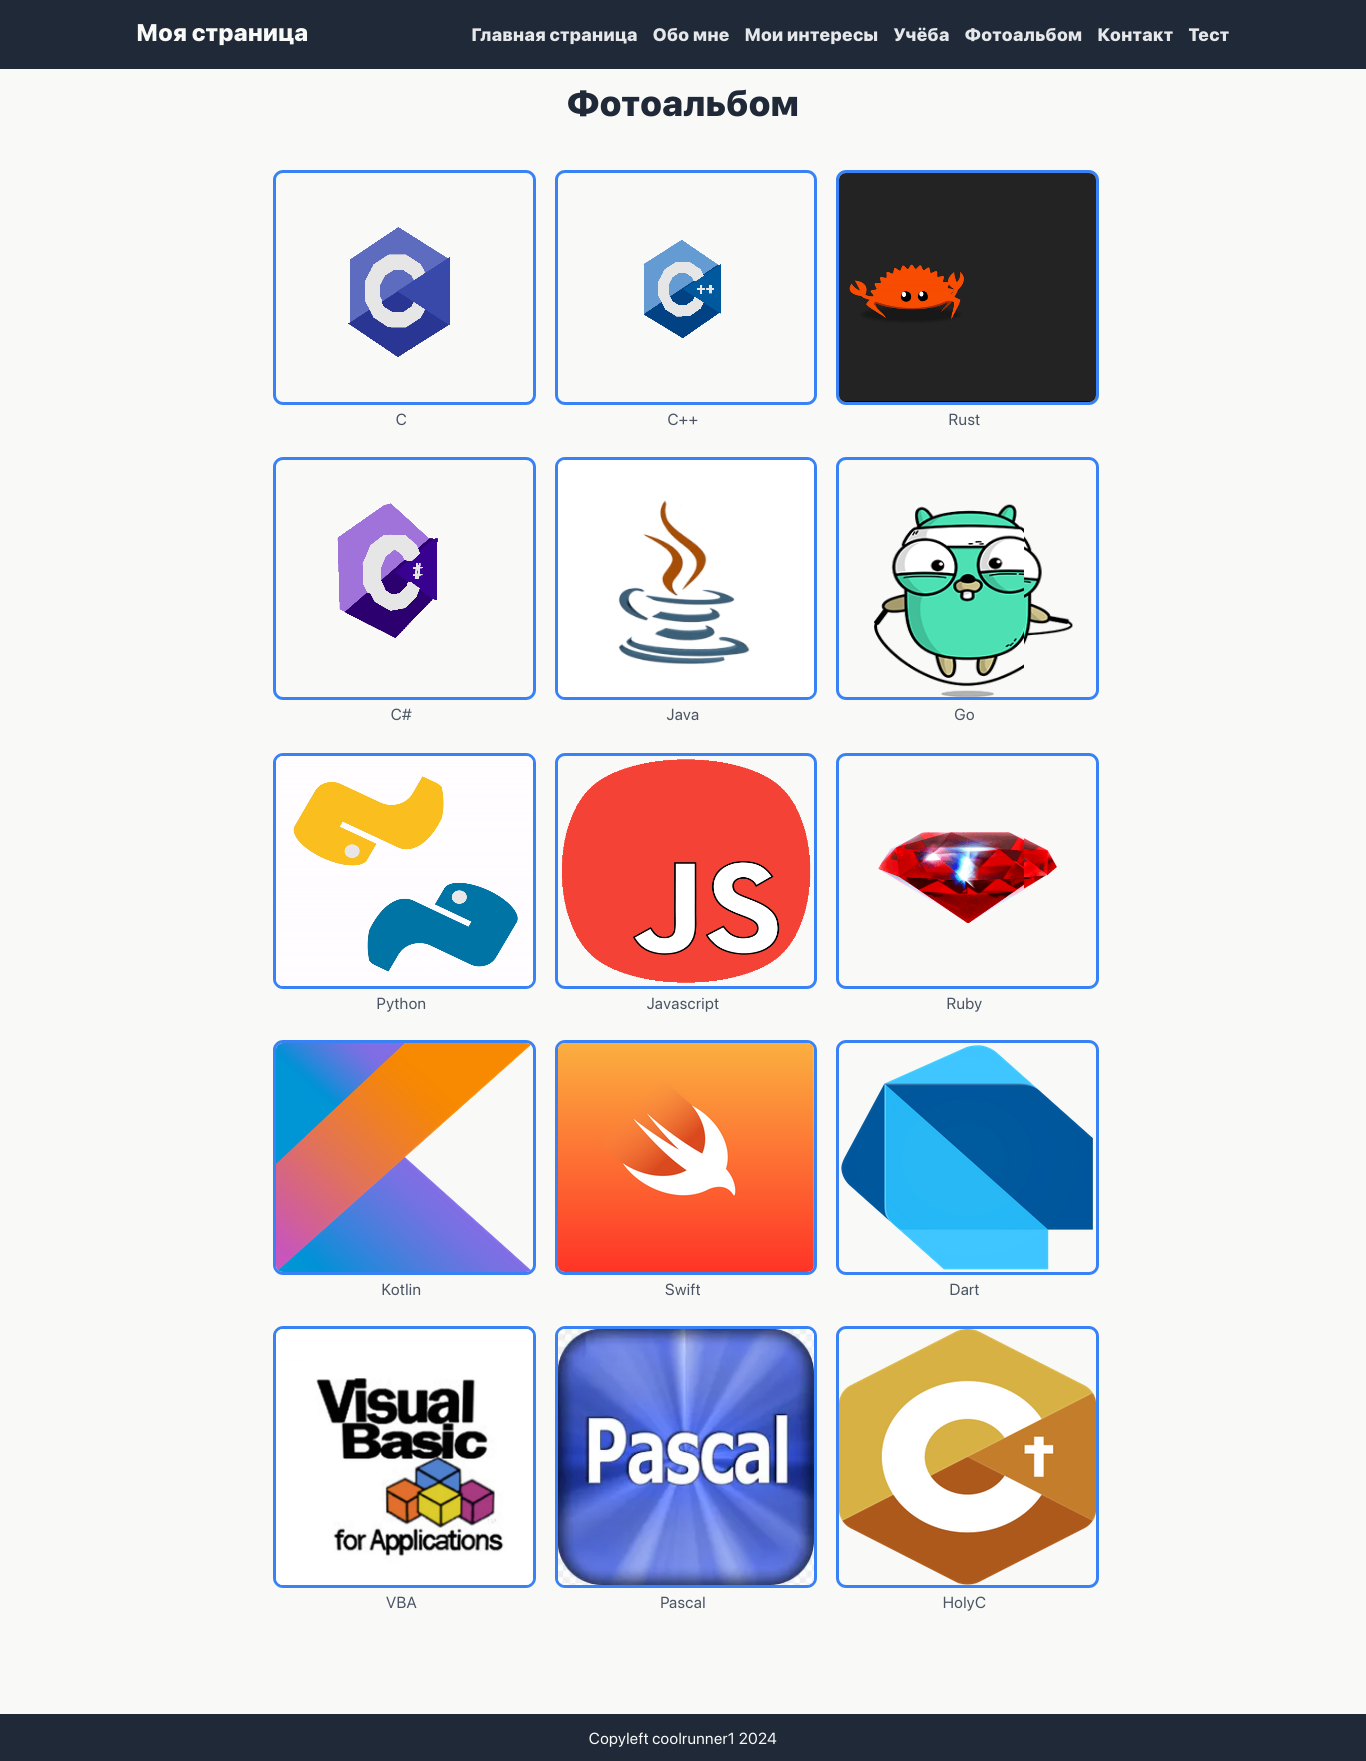 Моя страница
Главная страница Обо мне Мои интересы Учёба Фотоальбом Контакт Тест
Фотоальбом
C
C++
C C++ Rust
C#
C# Java Go
JS
Python Javascript Ruby
Kotlin Swift Dart
Visual
Basic
for Applications
Pascal
C
VBA Pascal HolyC
Copyleft coolrunner1 2024